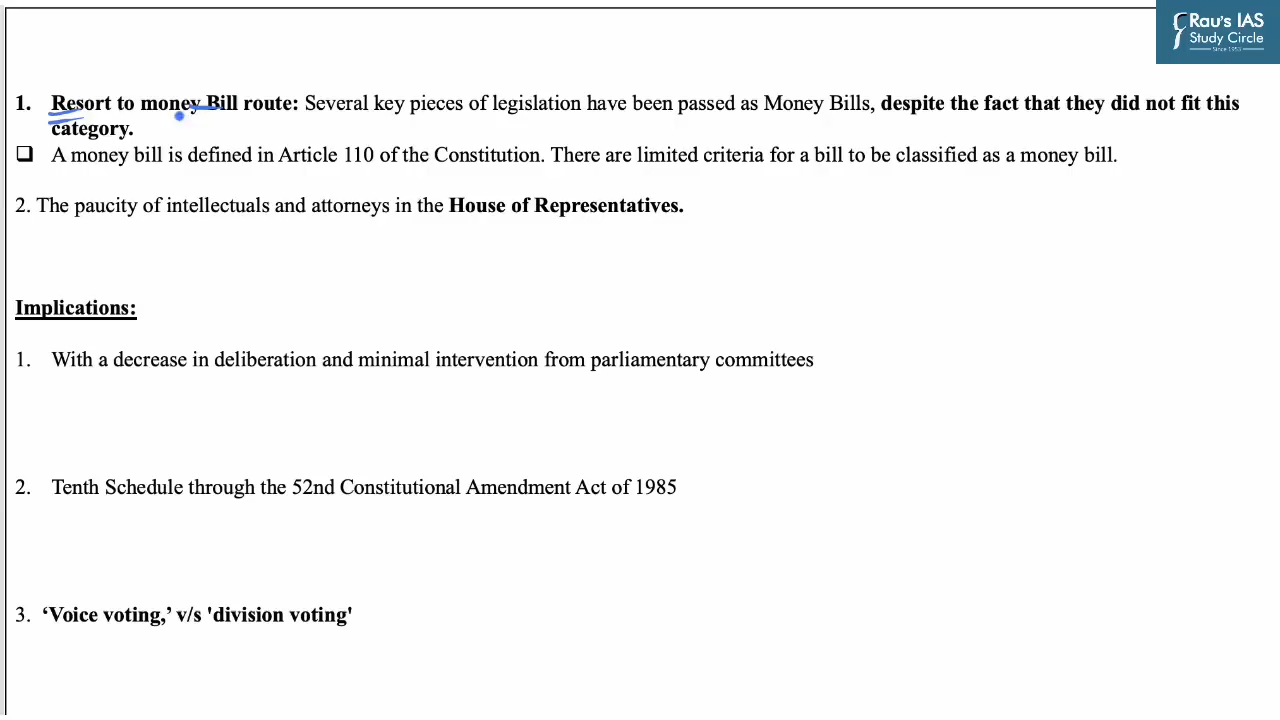 Rau's IAS
Study Circle
Since 1953
1. Resort to money Bill route: Several key pieces of legislation have been passed as Money Bills, despite the fact that they did not fit this
category.
❑ A money bill is defined in Article 110 of the Constitution. There are limited criteria for a bill to be classified as a money bill.
2. The paucity of intellectuals and attorneys in the House of Representatives.
Implications:
1. With a decrease in deliberation and minimal intervention from parliamentary committees
2. Tenth Schedule through the 52nd Constitutional Amendment Act of 1985
3. ‘Voice voting,’ v/s 'division voting'